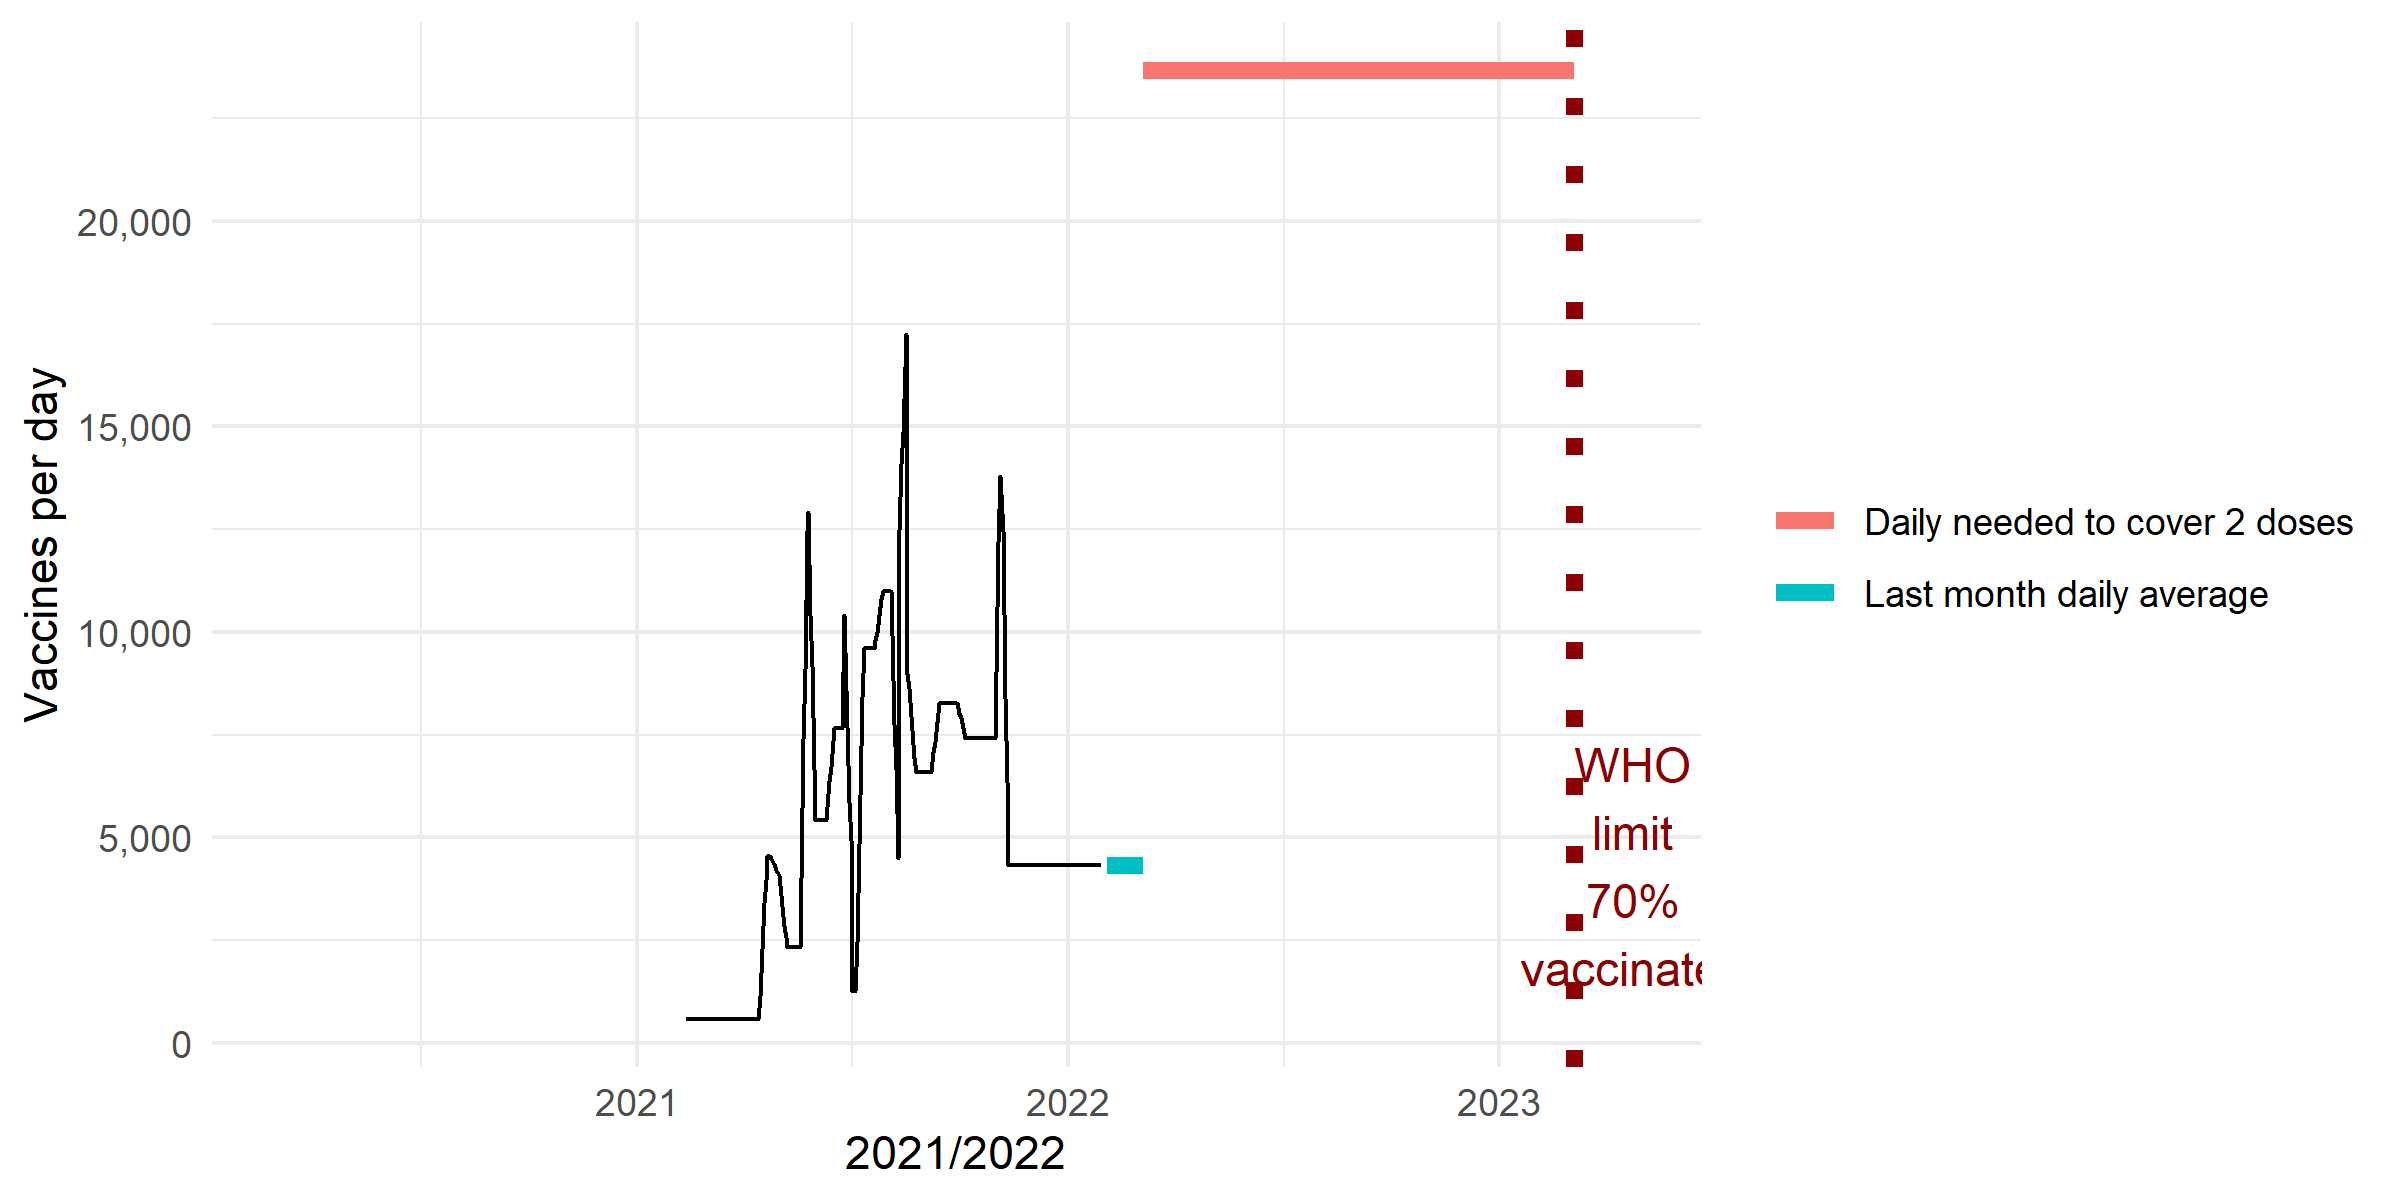 Vaccines per day
20,000
15,000
10,000
5,000
0
2021
2022
2023
2021/2022
WHO
limit
70%
vaccinate
Daily needed to cover 2 doses
Last month daily average